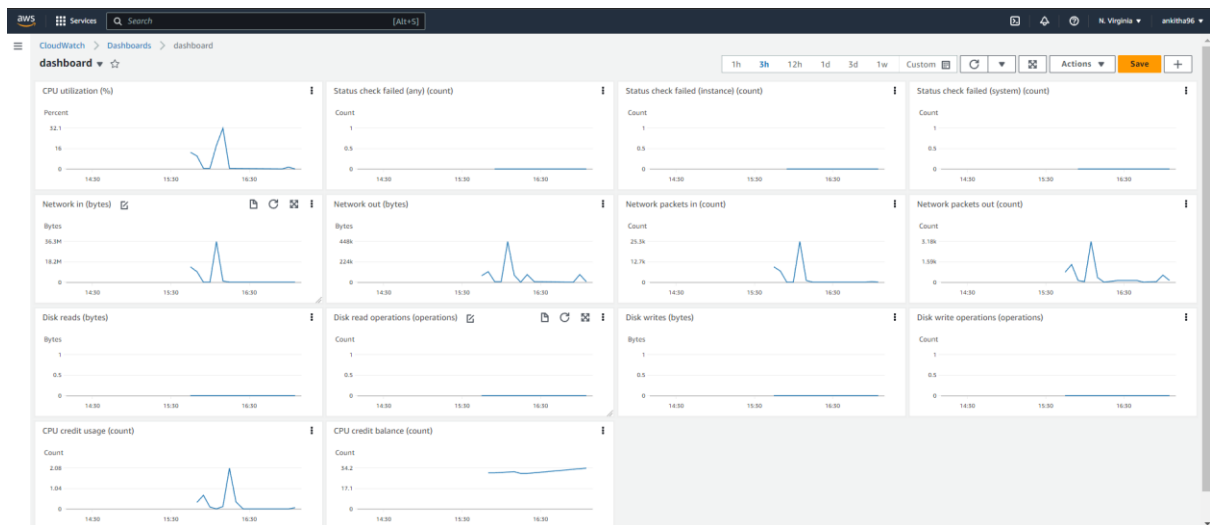 aws Services Search [Alt+S] N. Virginia ankitha96
CloudWatch > Dashboards > dashboard
dashboard 1h 3h 12h 1d 3d 1w Custom Actions Save
CPU utilization (%)
Percent
32.1
16
0
14:30 15:30 16:30
Status check failed (any) (count)
Count
1
0.5
0
14:30 15:30 16:30
Status check failed (instance) (count)
Count
1
0.5
0
14:30 15:30 16:30
Status check failed (system) (count)
Count
1
0.5
0
14:30 15:30 16:30
Network in (bytes)
Bytes
36.3M
18.2M
0
14:30 15:30 16:30
Network out (bytes)
Bytes
448k
224k
0
14:30 15:30 16:30
Network packets in (count)
Count
25.3k
12.7k
0
14:30 15:30 16:30
Network packets out (count)
Count
3.18k
1.59k
0
14:30 15:30 16:30
Disk reads (bytes)
Bytes
1
0.5
0
14:30 15:30 16:30
Disk read operations (operations)
Count
1
0.5
0
14:30 15:30 16:30
Disk writes (bytes)
Bytes
1
0.5
0
14:30 15:30 16:30
Disk write operations (operations)
Count
1
0.5
0
14:30 15:30 16:30
CPU credit usage (count)
Count
2.08
1.04
0
14:30 15:30 16:30
CPU credit balance (count)
Count
34.2
17.1
0
14:30 15:30 16:30